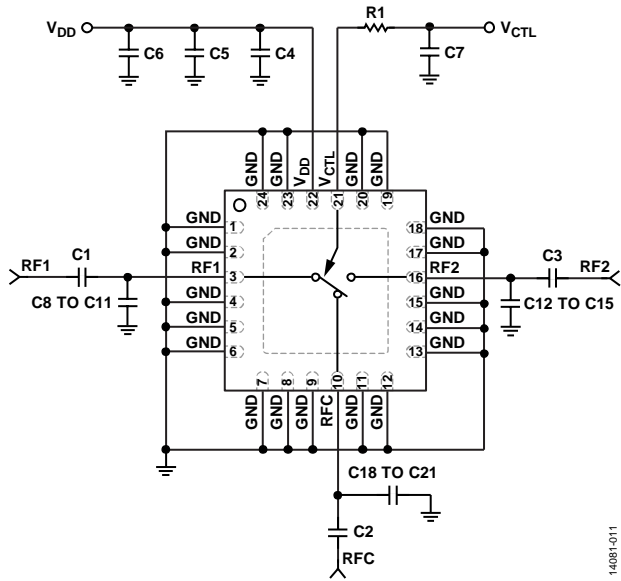 R1
VDD
VCTL
C6
C5
C4
C7
GND
GND
VDD
VCTL
GND
GND
24
23
22
21
20
19
GND
1
18
GND
GND
2
17
GND
C1
C3
RF1
RF1
3
16
RF2
RF2
C8 TO C11
GND
4
15
GND
C12 TO C15
GND
5
14
GND
GND
6
13
GND
7
8
9
10
11
12
GND
GND
GND
RFC
GND
GND
C18 TO C21
C2
RFC
14081-011